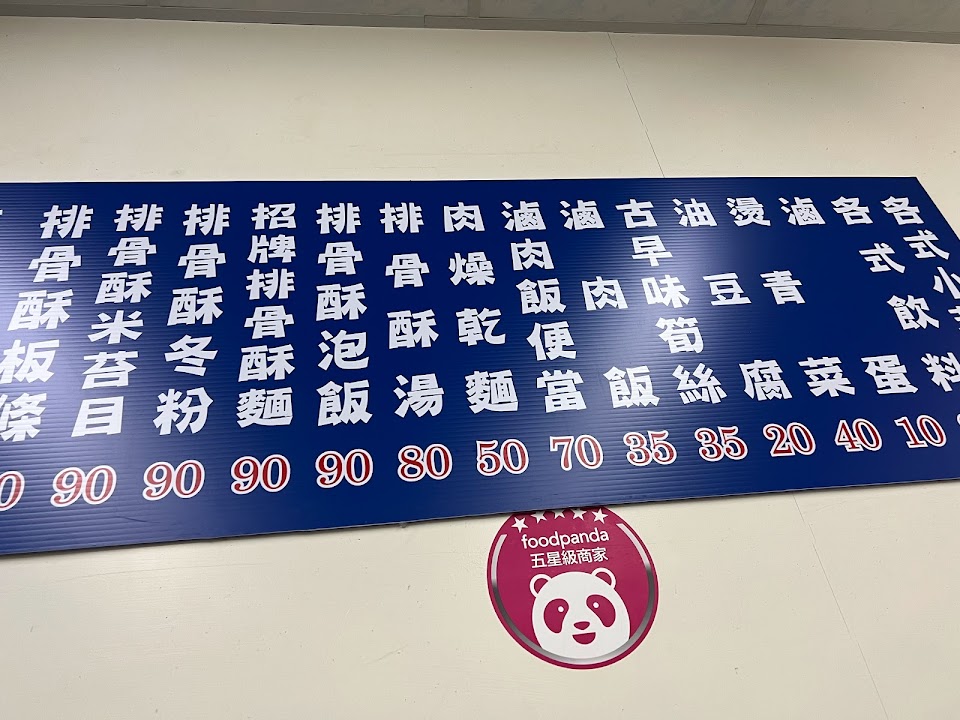 排骨酥板條
排骨酥米苔目 90
排骨酥冬粉 90
招牌排骨酥麵 90
排骨酥泡飯 90
排骨酥湯 80
肉燥乾麵 50
滷肉飯便當 70
滷肉飯 35
古早味筍絲 35
油豆腐 20
燙青菜 40
滷蛋 10
各式飲料
各式小
foodpanda
五星級商家